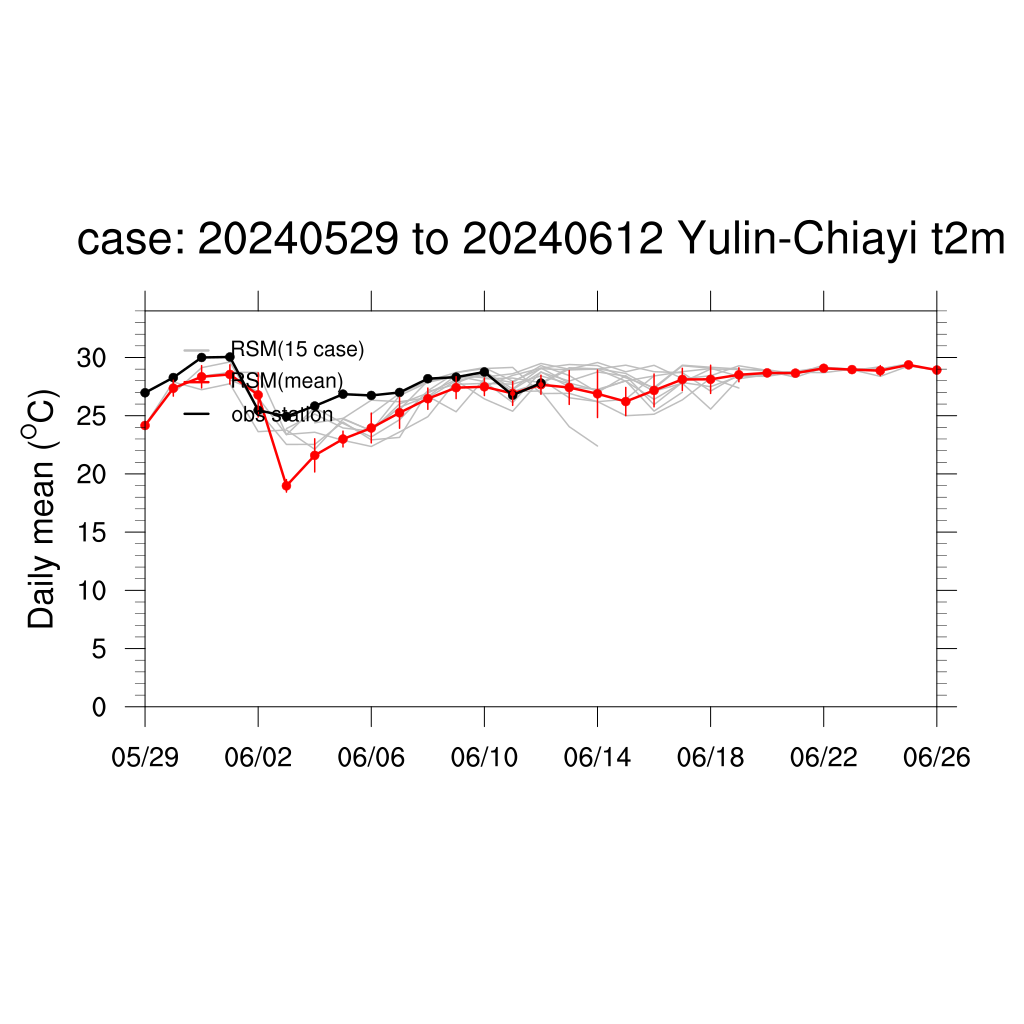 case: 20240529 to 20240612 Yulin-Chiayi t2m
Daily mean (OC)
30
25
20
15
10
5
0
RSM(15 case)
RSM(mean)
obs station
05/29 06/02 06/06 06/10 06/14 06/18 06/22 06/26